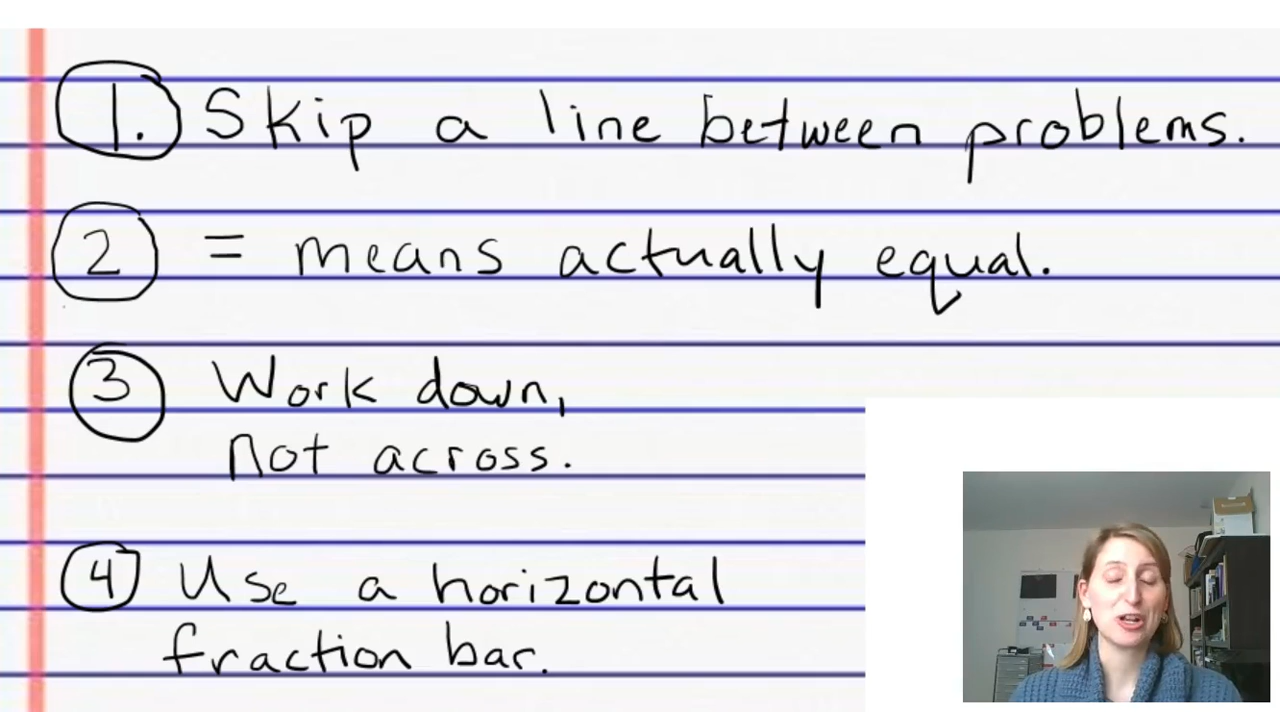 1. Skip a line between problems.
2 = means actually equal.
3 Work down,
not across.
4 Use a horizontal
fraction bar.